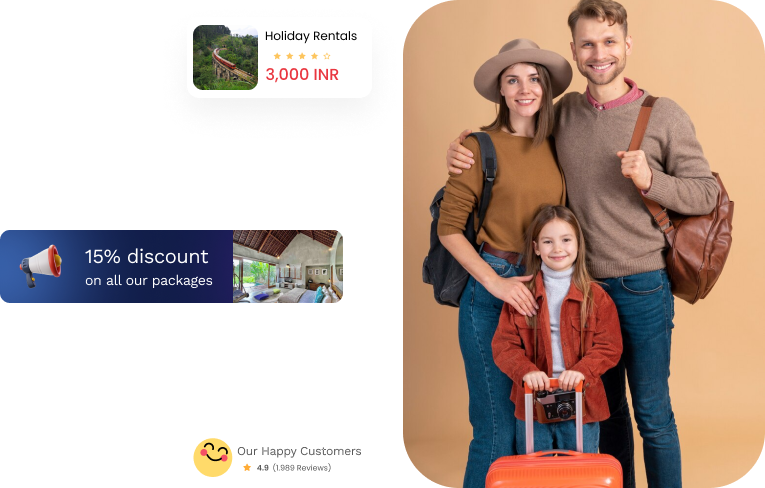 Holiday Rentals
3,000 INR
15% discount
on all our packages
Our Happy Customers
4.9 (1.989 Reviews)